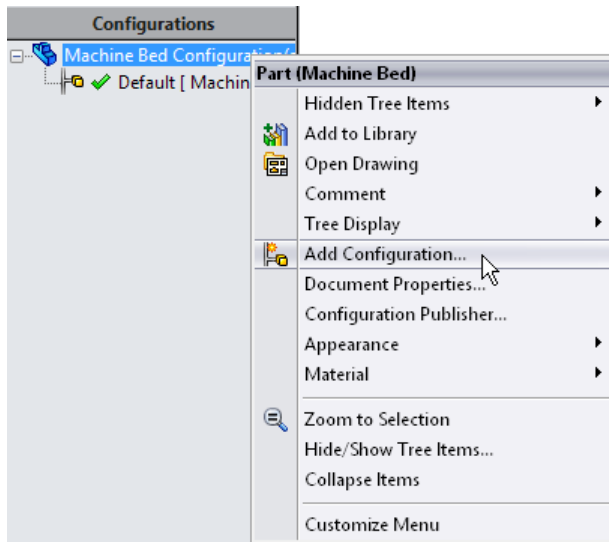 Configurations
Machine Bed Configuration(s
Default [ Machin
Part (Machine Bed)
Hidden Tree Items
Add to Library
Open Drawing
Comment
Tree Display
Add Configuration...
Document Properties...
Configuration Publisher...
Appearance
Material
Zoom to Selection
Hide/Show Tree Items...
Collapse Items
Customize Menu